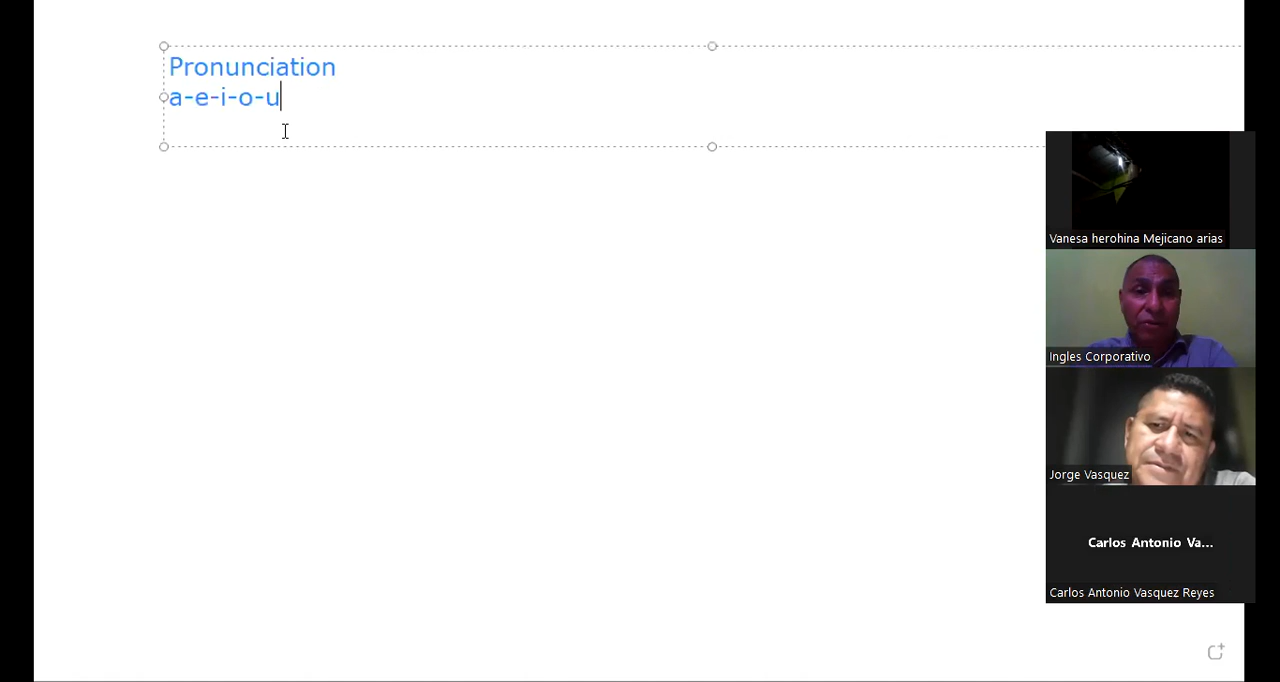 Pronunciation
a-e-i-o-u
Vanesa herohina Mejicano arias
Ingles Corporativo
Jorge Vasquez
Carlos Antonio Va...
Carlos Antonio Vasquez Reyes